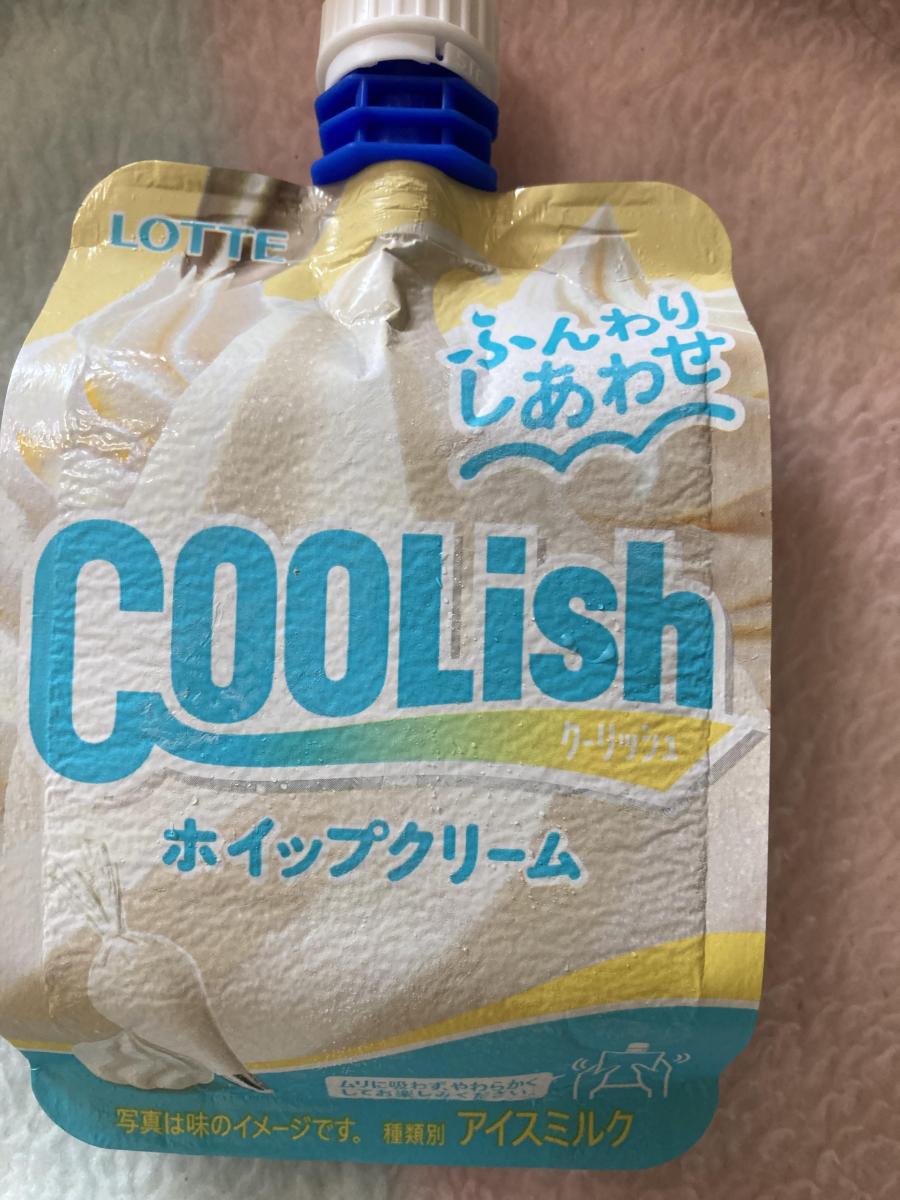 LOTTE
ふんわり
しあわせ
COOLish
クーリッシュ
ホイップクリーム
ムリに吸わず、やわらかく
してお楽しみください。
写真は味のイメージです。 種類別 アイスミルク